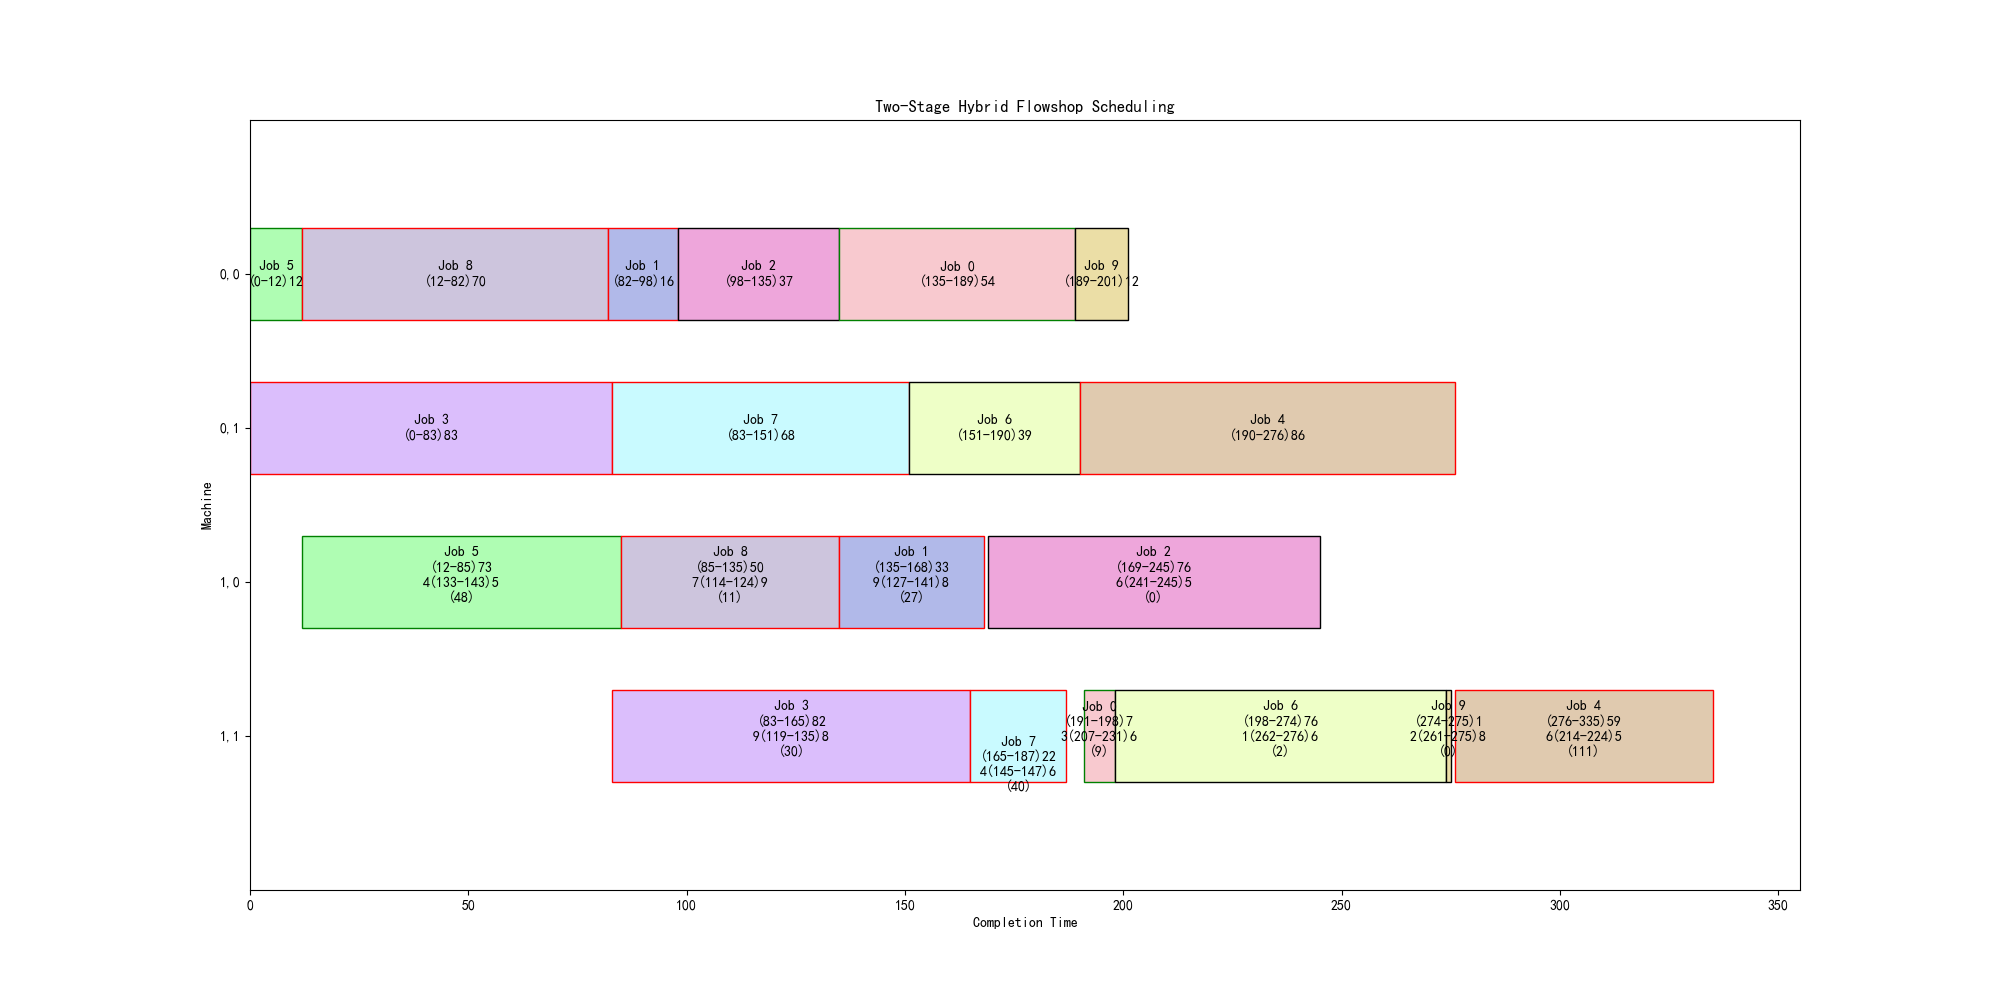 Two-Stage Hybrid Flowshop Scheduling
0,0
Job 5
(0-12)12
Job 8
(12-82)70
Job 1
(82-98)16
Job 2
(98-135)37
Job 0
(135-189)54
Job 9
(189-201)12
0,1
Job 3
(0-83)83
Job 7
(83-151)68
Job 6
(151-190)39
Job 4
(190-276)86
Machine
1,0
Job 5
(12-85)73
4(133-143)5
(48)
Job 8
(85-135)50
7(114-124)9
(11)
Job 1
(135-168)33
9(127-141)8
(27)
Job 2
(169-245)76
6(241-245)5
(0)
1,1
Job 3
(83-165)82
9(119-135)8
(30)
Job 7
(165-187)22
4(145-147)6
(40)
Job 0
(191-198)7
3(207-231)6
(9)
Job 6
(198-274)76
1(262-276)6
(2)
Job 9
(274-275)1
2(261-275)8
(0)
Job 4
(276-335)59
6(214-224)5
(111)
0
50
100
150
200
250
300
350
Completion Time